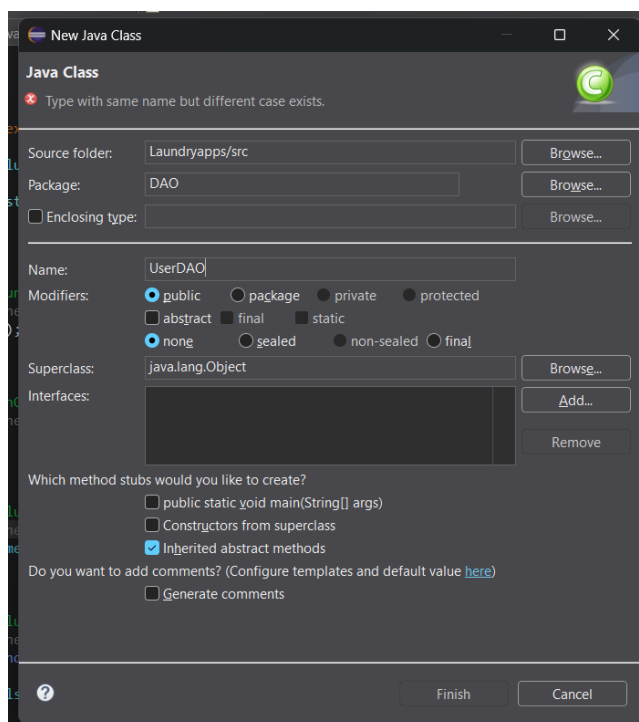 New Java Class
Java Class
Type with same name but different case exists.
Source folder: Laundryapps/src Browse...
Package: DAO Browse...
Enclosing type: Browse...
Name: UserDAO
Modifiers: public package private protected
abstract final static
none sealed non-sealed final
Superclass: java.lang.Object Browse...
Interfaces: Add...
Remove
Which method stubs would you like to create?
public static void main(String[] args)
Constructors from superclass
Inherited abstract methods
Do you want to add comments? (Configure templates and default value here)
Generate comments
Finish Cancel